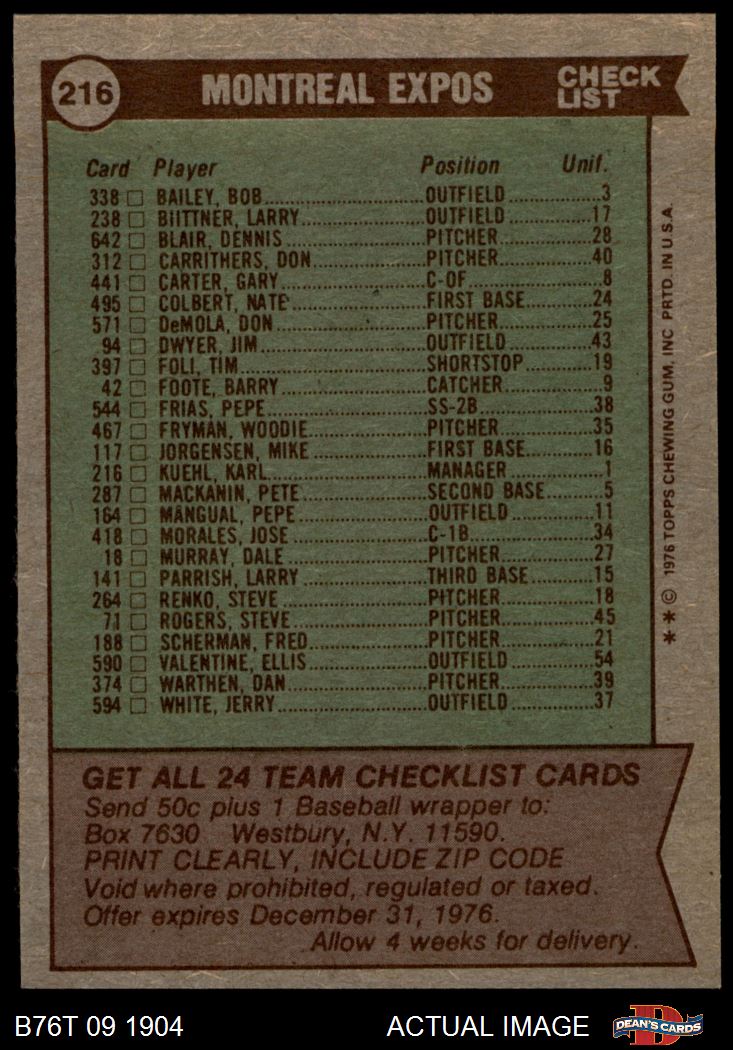 216 MONTREAL EXPOS CHECK LIST
Card Player Position Unif.
338 BAILEY, BOB OUTFIELD 3
238 BIITTNER, LARRY OUTFIELD 17
642 BLAIR, DENNIS PITCHER 28
312 CARRITHERS, DON PITCHER 40
441 CARTER, GARY C-OF 8
495 COLBERT, NATE FIRST BASE 24
571 DeMOLA, DON PITCHER 25
94 DWYER, JIM OUTFIELD 43
397 FOLI, TIM SHORTSTOP 19
42 FOOTE, BARRY CATCHER 9
544 FRIAS, PEPE SS-2B 38
467 FRYMAN, WOODIE PITCHER 35
117 JORGENSEN, MIKE FIRST BASE 16
216 KUEHL, KARL MANAGER 1
287 MACKANIN, PETE SECOND BASE 5
164 MANGUAL, PEPE OUTFIELD 11
418 MORALES, JOSE C-1B 34
18 MURRAY, DALE PITCHER 27
141 PARRISH, LARRY THIRD BASE 15
264 RENKO, STEVE PITCHER 18
71 ROGERS, STEVE PITCHER 45
188 SCHERMAN, FRED PITCHER 21
590 VALENTINE, ELLIS OUTFIELD 54
374 WARTHEN, DAN PITCHER 39
594 WHITE, JERRY OUTFIELD 37
** © 1976 TOPPS CHEWING GUM, INC PRTD. IN U.S.A.
GET ALL 24 TEAM CHECKLIST CARDS
Send 50c plus 1 Baseball wrapper to:
Box 7630 Westbury, N.Y. 11590.
PRINT CLEARLY, INCLUDE ZIP CODE
Void where prohibited, regulated or taxed.
Offer expires December 31, 1976.
Allow 4 weeks for delivery.
B76T 09 1904 ACTUAL IMAGE D DEAN'S CARDS